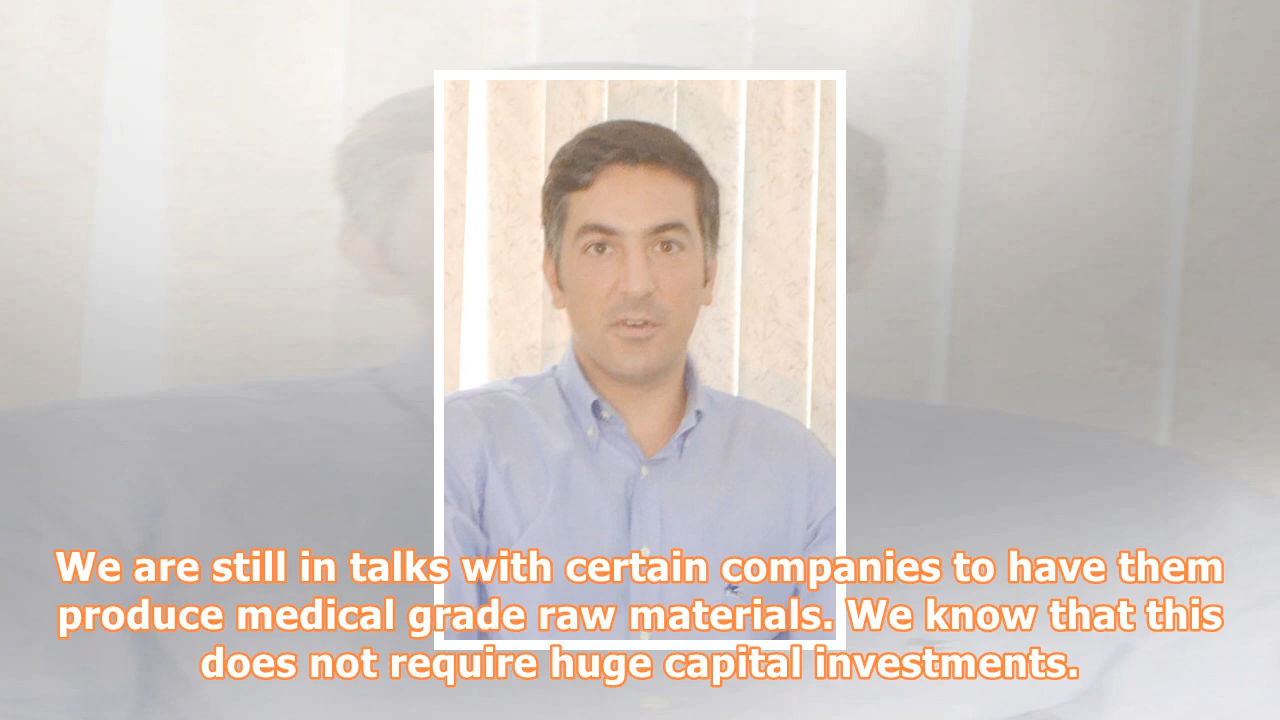 We are still in talks with certain companies to have them
produce medical grade raw materials. We know that this
does not require huge capital investments.